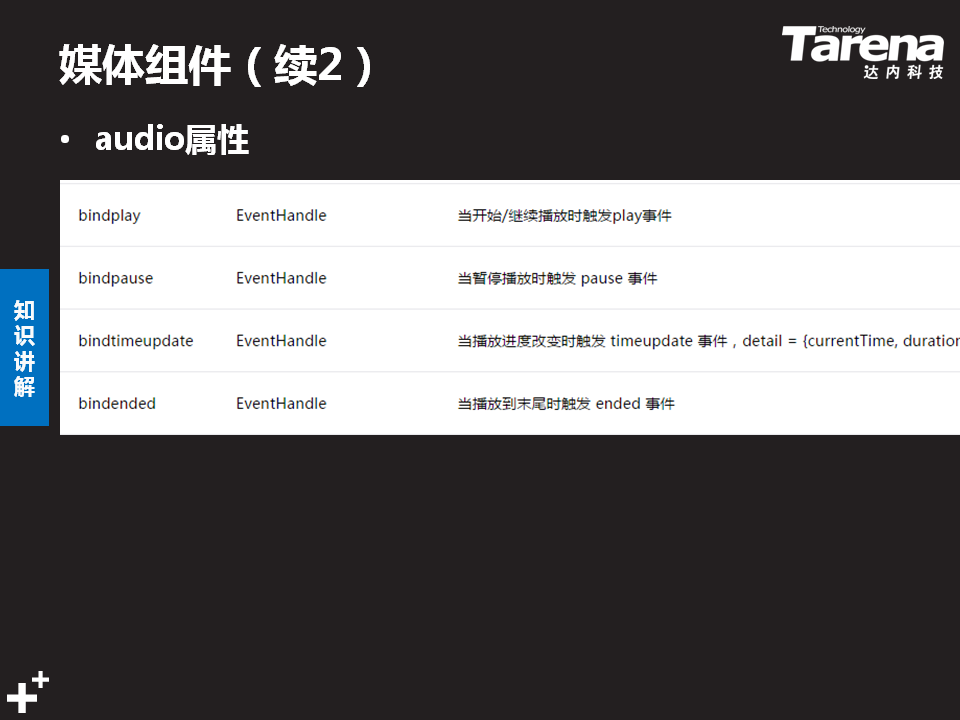 媒体组件（续2）
Technology
Tarena
达内科技
• audio属性
bindplay EventHandle 当开始/继续播放时触发play事件
bindpause EventHandle 当暂停播放时触发 pause 事件
bindtimeupdate EventHandle 当播放进度改变时触发 timeupdate 事件，detail = {currentTime, duration
bindended EventHandle 当播放到末尾时触发 ended 事件
知识讲解